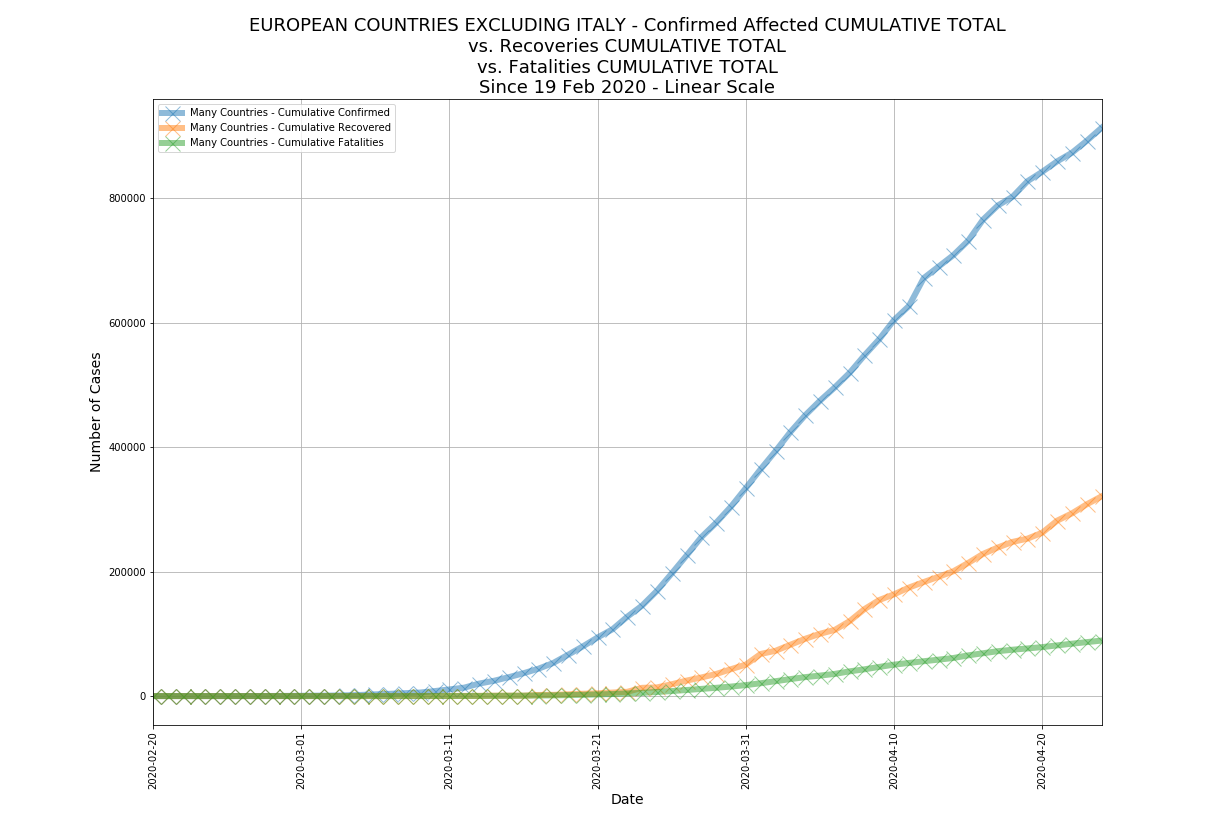 EUROPEAN COUNTRIES EXCLUDING ITALY - Confirmed Affected CUMULATIVE TOTAL
vs. Recoveries CUMULATIVE TOTAL
vs. Fatalities CUMULATIVE TOTAL
Since 19 Feb 2020 - Linear Scale
Many Countries - Cumulative Confirmed
Many Countries - Cumulative Recovered
Many Countries - Cumulative Fatalities
Number of Cases
800000
600000
400000
200000
0
2020-02-20
2020-03-01
2020-03-11
2020-03-21
2020-03-31
2020-04-10
2020-04-20
Date